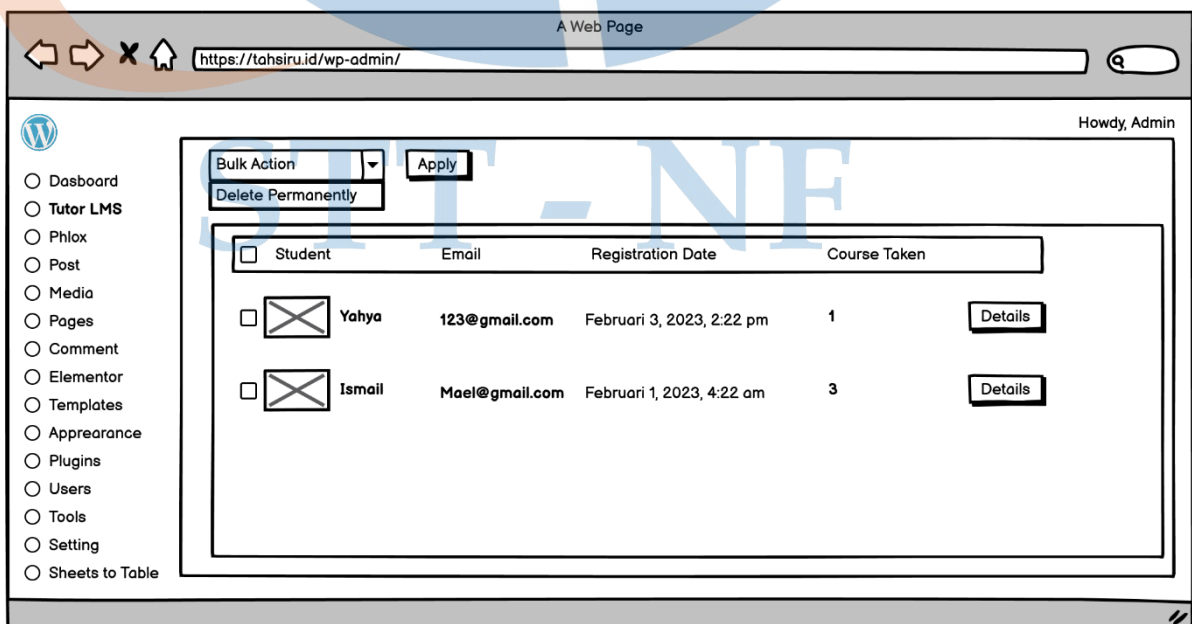 A Web Page
https://tahsiru.id/wp-admin/
Howdy, Admin
STT - NF
Bulk Action
Apply
Delete Permanently
Dasboard
Tutor LMS
Phlox
Post
Media
Pages
Comment
Elementor
Templates
Apprearance
Plugins
Users
Tools
Setting
Sheets to Table
Student Email Registration Date Course Taken
Yahya 123@gmail.com Februari 3, 2023, 2:22 pm 1 Details
Ismail Mael@gmail.com Februari 1, 2023, 4:22 am 3 Details